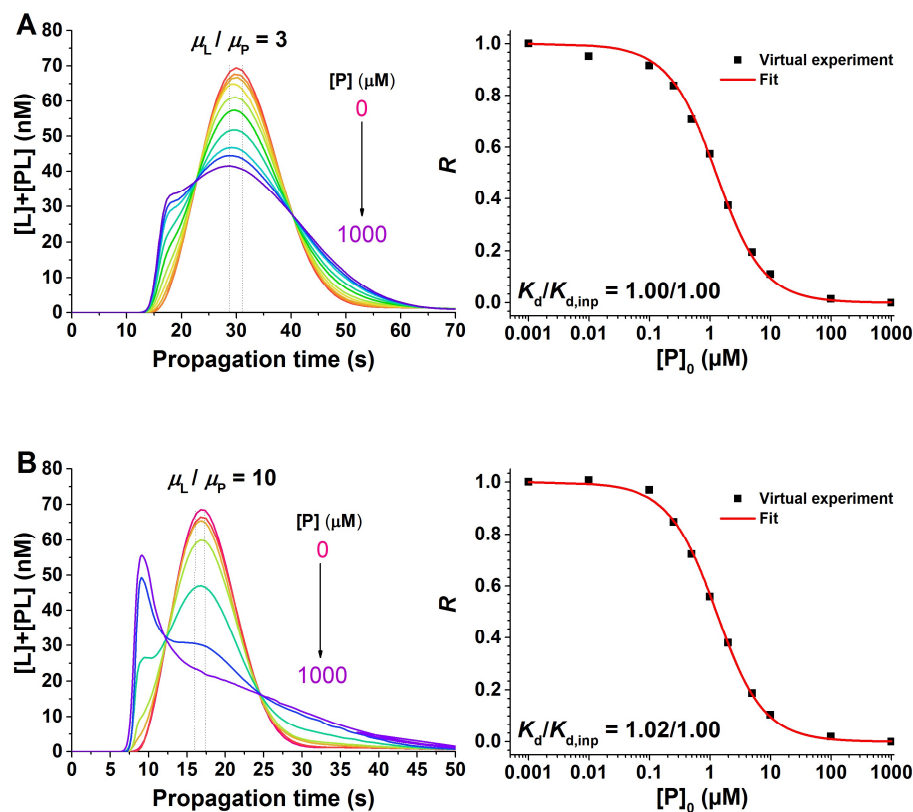 A
μL / μP = 3
[P] (μM)
0
1000
[L]+[PL] (nM)
80
70
60
50
40
30
20
10
0
0 10 20 30 40 50 60 70
Propagation time (s)
R
1.0
0.8
0.6
0.4
0.2
0.0
Virtual experiment
Fit
Kd/Kd,inp = 1.00/1.00
0.001 0.01 0.1 1 10 100 1000
[P]0 (μM)
B
μL / μP = 10
[P] (μM)
0
1000
[L]+[PL] (nM)
80
70
60
50
40
30
20
10
0
0 5 10 15 20 25 30 35 40 45 50
Propagation time (s)
R
1.0
0.8
0.6
0.4
0.2
0.0
Virtual experiment
Fit
Kd/Kd,inp = 1.02/1.00
0.001 0.01 0.1 1 10 100 1000
[P]0 (μM)